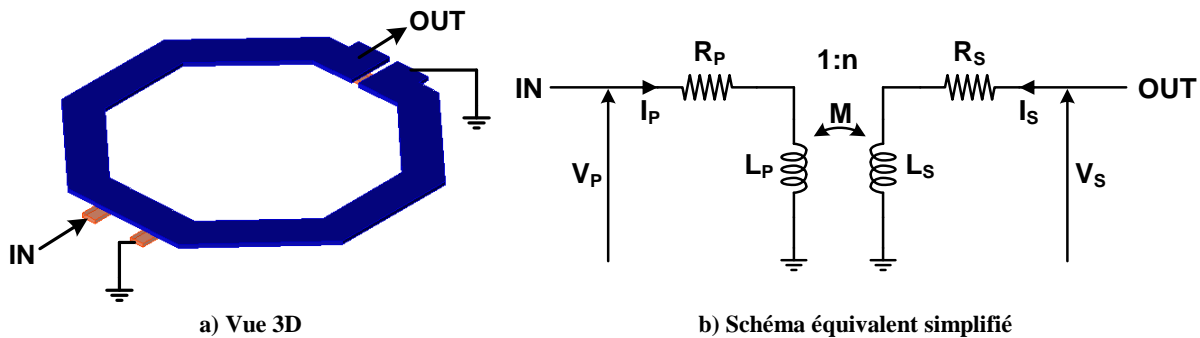 OUT
IN
a) Vue 3D
R_P
1:n
R_S
IN
OUT
I_P
M
I_S
V_P
L_P
L_S
V_S
b) Schéma équivalent simplifié